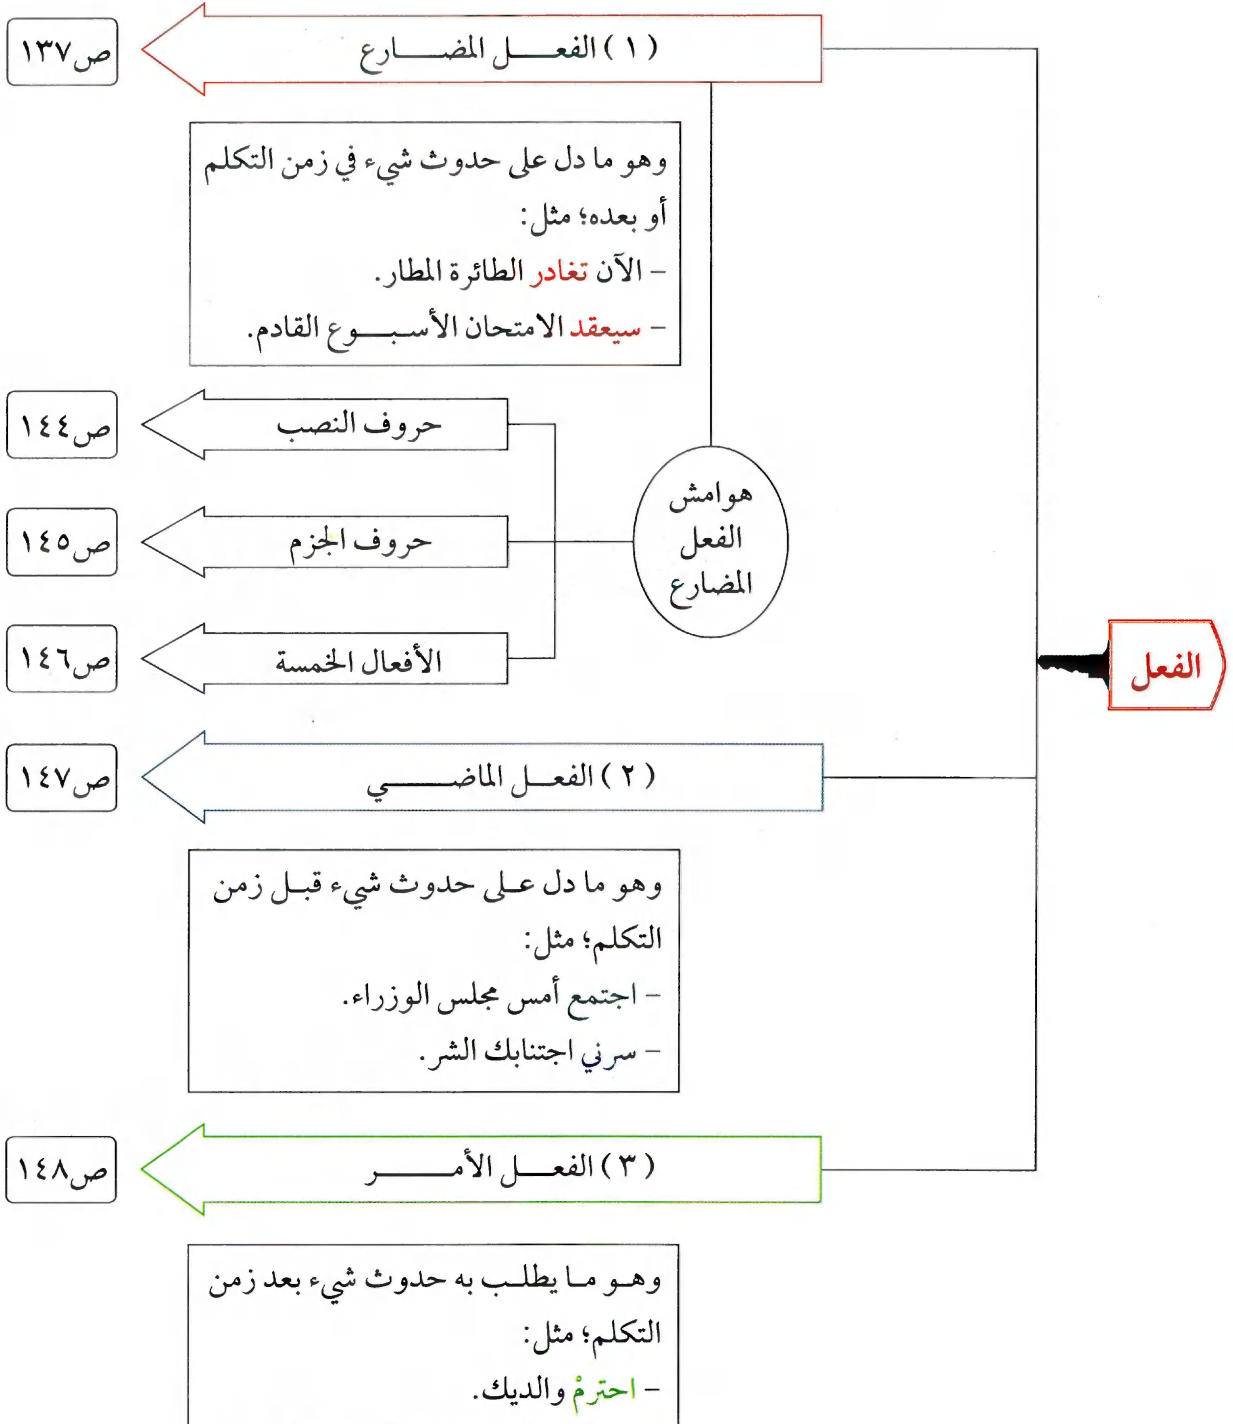 الفعل
(١) الفعل المضارع
ص١٣٧
وهو ما دل على حدوث شيء في زمن التكلم
أو بعده؛ مثل:
– الآن تغادر الطائرة المطار.
– سيعقد الامتحان الأسبوع القادم.
هوامش
الفعل
المضارع
حروف النصب
ص١٤٤
حروف الجزم
ص١٤٥
الأفعال الخمسة
ص١٤٦
(٢) الفعل الماضي
ص١٤٧
وهو ما دل على حدوث شيء قبل زمن
التكلم؛ مثل:
– اجتمع أمس مجلس الوزراء.
– سرني اجتنابك الشر.
(٣) الفعل الأمر
ص١٤٨
وهو ما يطلب به حدوث شيء بعد زمن
التكلم؛ مثل:
– احترمْ والديك.